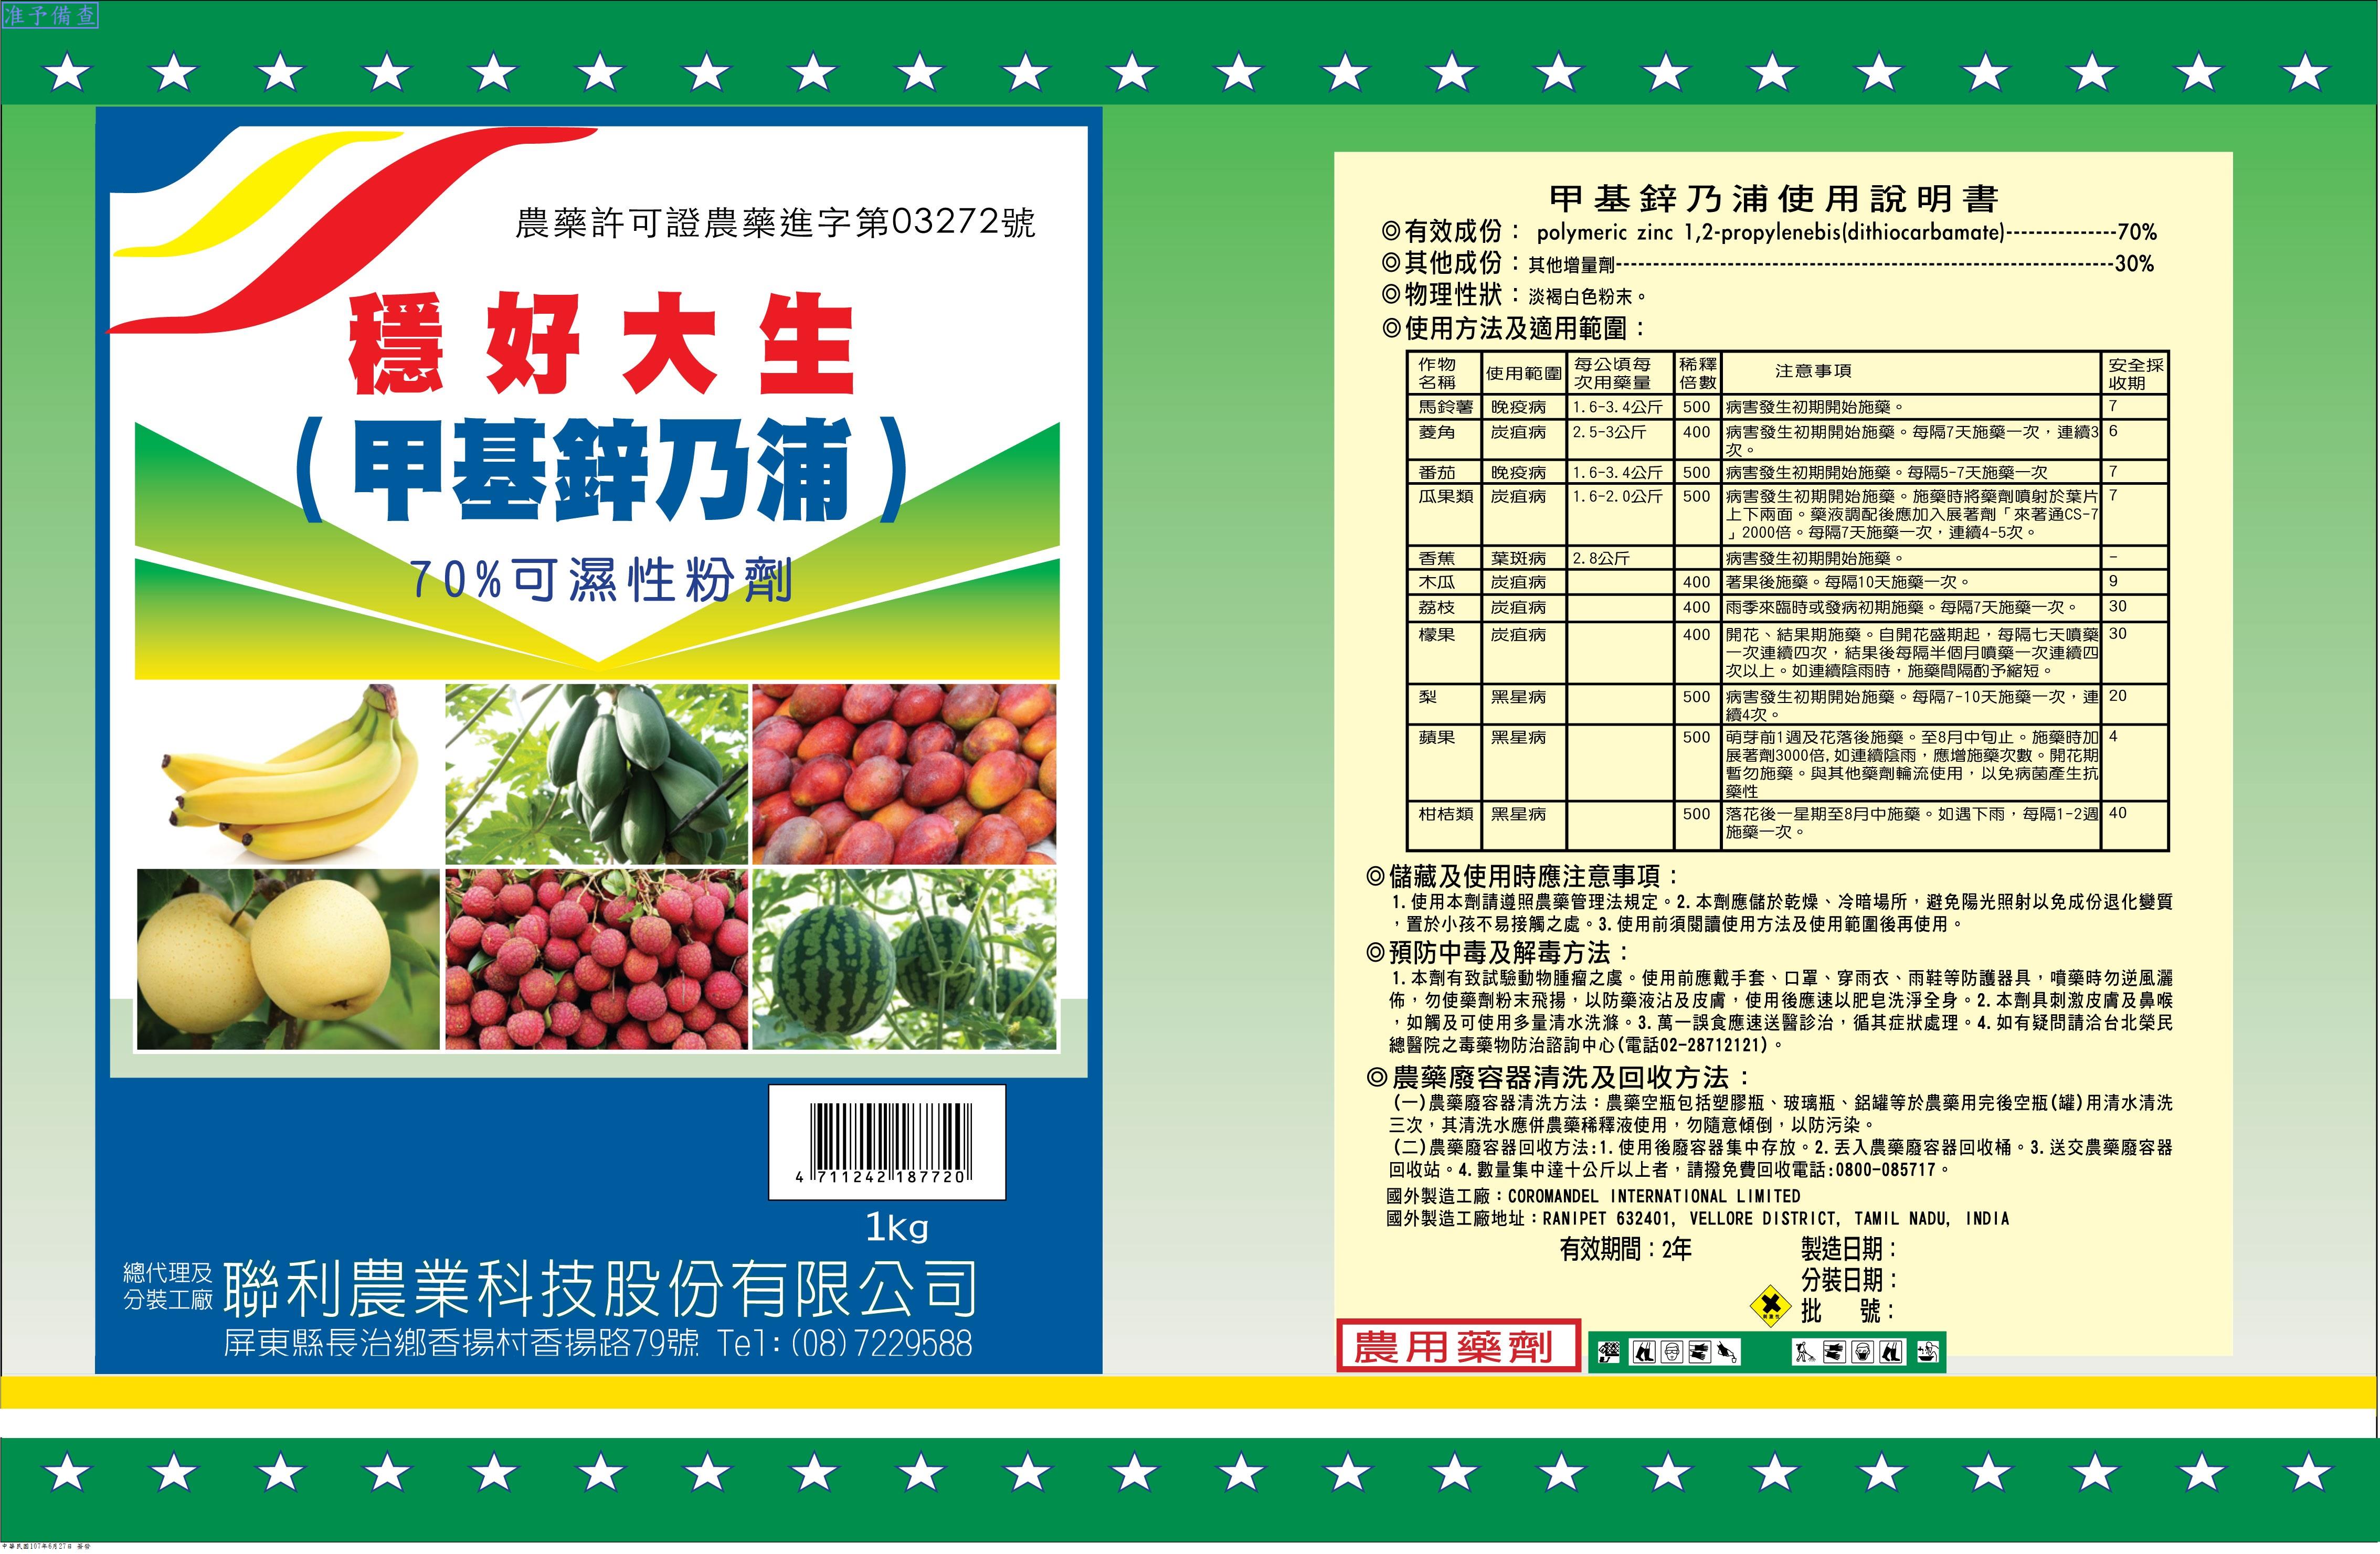 准予備查
農藥許可證農藥進字第03272號
穩好大生
(甲基鋅乃浦)
70%可濕性粉劑
4 711242 187720
1kg
總代理及
分裝工廠
聯利農業科技股份有限公司
屏東縣長治鄉香揚村香揚路79號 Tel:(08)7229588
甲基鋅乃浦使用說明書
◎有效成份： polymeric zinc 1,2-propylenebis(dithiocarbamate)---------------70%
◎其他成份：其他增量劑------------------------------------------------------------------30%
◎物理性狀：淡褐白色粉末。
◎使用方法及適用範圍：
作物名稱 使用範圍 每公頃每次用藥量 稀釋倍數 注意事項 安全採收期
馬鈴薯 晚疫病 1.6-3.4公斤 500 病害發生初期開始施藥。 7
菱角 炭疽病 2.5-3公斤 400 病害發生初期開始施藥。每隔7天施藥一次，連續3 6
次。
番茄 晚疫病 1.6-3.4公斤 500 病害發生初期開始施藥。每隔5-7天施藥一次 7
瓜果類 炭疽病 1.6-2.0公斤 500 病害發生初期開始施藥。施藥時將藥劑噴射於葉片 7
上下兩面。藥液調配後應加入展著劑「來著通CS-7
」2000倍。每隔7天施藥一次，連續4-5次。
香蕉 葉斑病 2.8公斤 病害發生初期開始施藥。 -
木瓜 炭疽病 400 著果後施藥。每隔10天施藥一次。 9
荔枝 炭疽病 400 雨季來臨時或發病初期施藥。每隔7天施藥一次。 30
檬果 炭疽病 400 開花、結果期施藥。自開花盛期起，每隔七天噴藥 30
一次連續四次，結果後每隔半個月噴藥一次連續四
次以上。如連續陰雨時，施藥間隔酌予縮短。
梨 黑星病 500 病害發生初期開始施藥。每隔7-10天施藥一次，連 20
續4次。
蘋果 黑星病 500 萌芽前1週及花落後施藥。至8月中旬止。施藥時加 4
展著劑3000倍,如連續陰雨，應增施藥次數。開花期
暫勿施藥。與其他藥劑輪流使用，以免病菌產生抗
藥性
柑桔類 黑星病 500 落花後一星期至8月中施藥。如遇下雨，每隔1-2週 40
施藥一次。
◎儲藏及使用時應注意事項：
1.使用本劑請遵照農藥管理法規定。2.本劑應儲於乾燥、冷暗場所，避免陽光照射以免成份退化變質
，置於小孩不易接觸之處。3.使用前須閱讀使用方法及使用範圍後再使用。
◎預防中毒及解毒方法：
1.本劑有致試驗動物腫瘤之虞。使用前應戴手套、口罩、穿雨衣、雨鞋等防護器具，噴藥時勿逆風灑
佈，勿使藥劑粉末飛揚，以防藥液沾及皮膚，使用後應速以肥皂洗淨全身。2.本劑具刺激皮膚及鼻喉
，如觸及可使用多量清水洗滌。3.萬一誤食應速送醫診治，循其症狀處理。4.如有疑問請洽台北榮民
總醫院之毒藥物防治諮詢中心(電話02-28712121)。
◎農藥廢容器清洗及回收方法：
(一)農藥廢容器清洗方法：農藥空瓶包括塑膠瓶、玻璃瓶、鋁罐等於農藥用完後空瓶(罐)用清水清洗
三次，其清洗水應併農藥稀釋液使用，勿隨意傾倒，以防污染。
(二)農藥廢容器回收方法:1.使用後廢容器集中存放。2.丟入農藥廢容器回收桶。3.送交農藥廢容器
回收站。4.數量集中達十公斤以上者，請撥免費回收電話:0800-085717。
國外製造工廠：COROMANDEL INTERNATIONAL LIMITED
國外製造工廠地址：RANIPET 632401, VELLORE DISTRICT, TAMIL NADU, INDIA
有效期間：2年
製造日期：
分裝日期：
批 號：
農用藥劑
中華民國107年6月27日